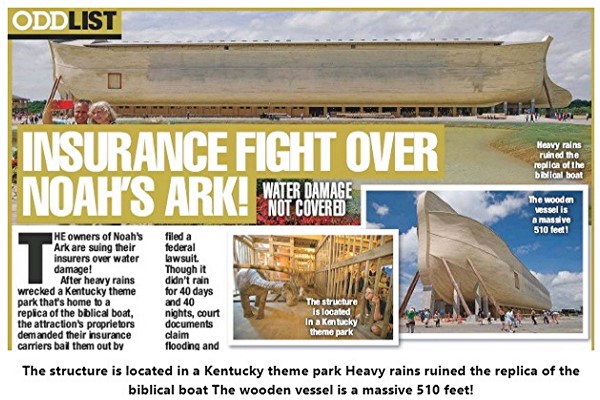 ODDLIST
INSURANCE FIGHT OVER
NOAH'S ARK!
WATER DAMAGE
NOT COVERED
Heavy rains
ruined the
replica of the
biblical boat
The wooden
vessel is
a massive
510 feet!
The structure
is located
in a Kentucky
theme park
THE owners of Noah's
Ark are suing their
insurers over water
damage!
After heavy rains
wrecked a Kentucky theme
park that's home to a
replica of the biblical boat,
the attraction's proprietors
demanded their insurance
carriers bail them out by
filed a
federal
lawsuit.
Though it
didn't rain
for 40 days
and 40
nights, court
documents
claim
flooding and
The structure is located in a Kentucky theme park Heavy rains ruined the replica of the
biblical boat The wooden vessel is a massive 510 feet!